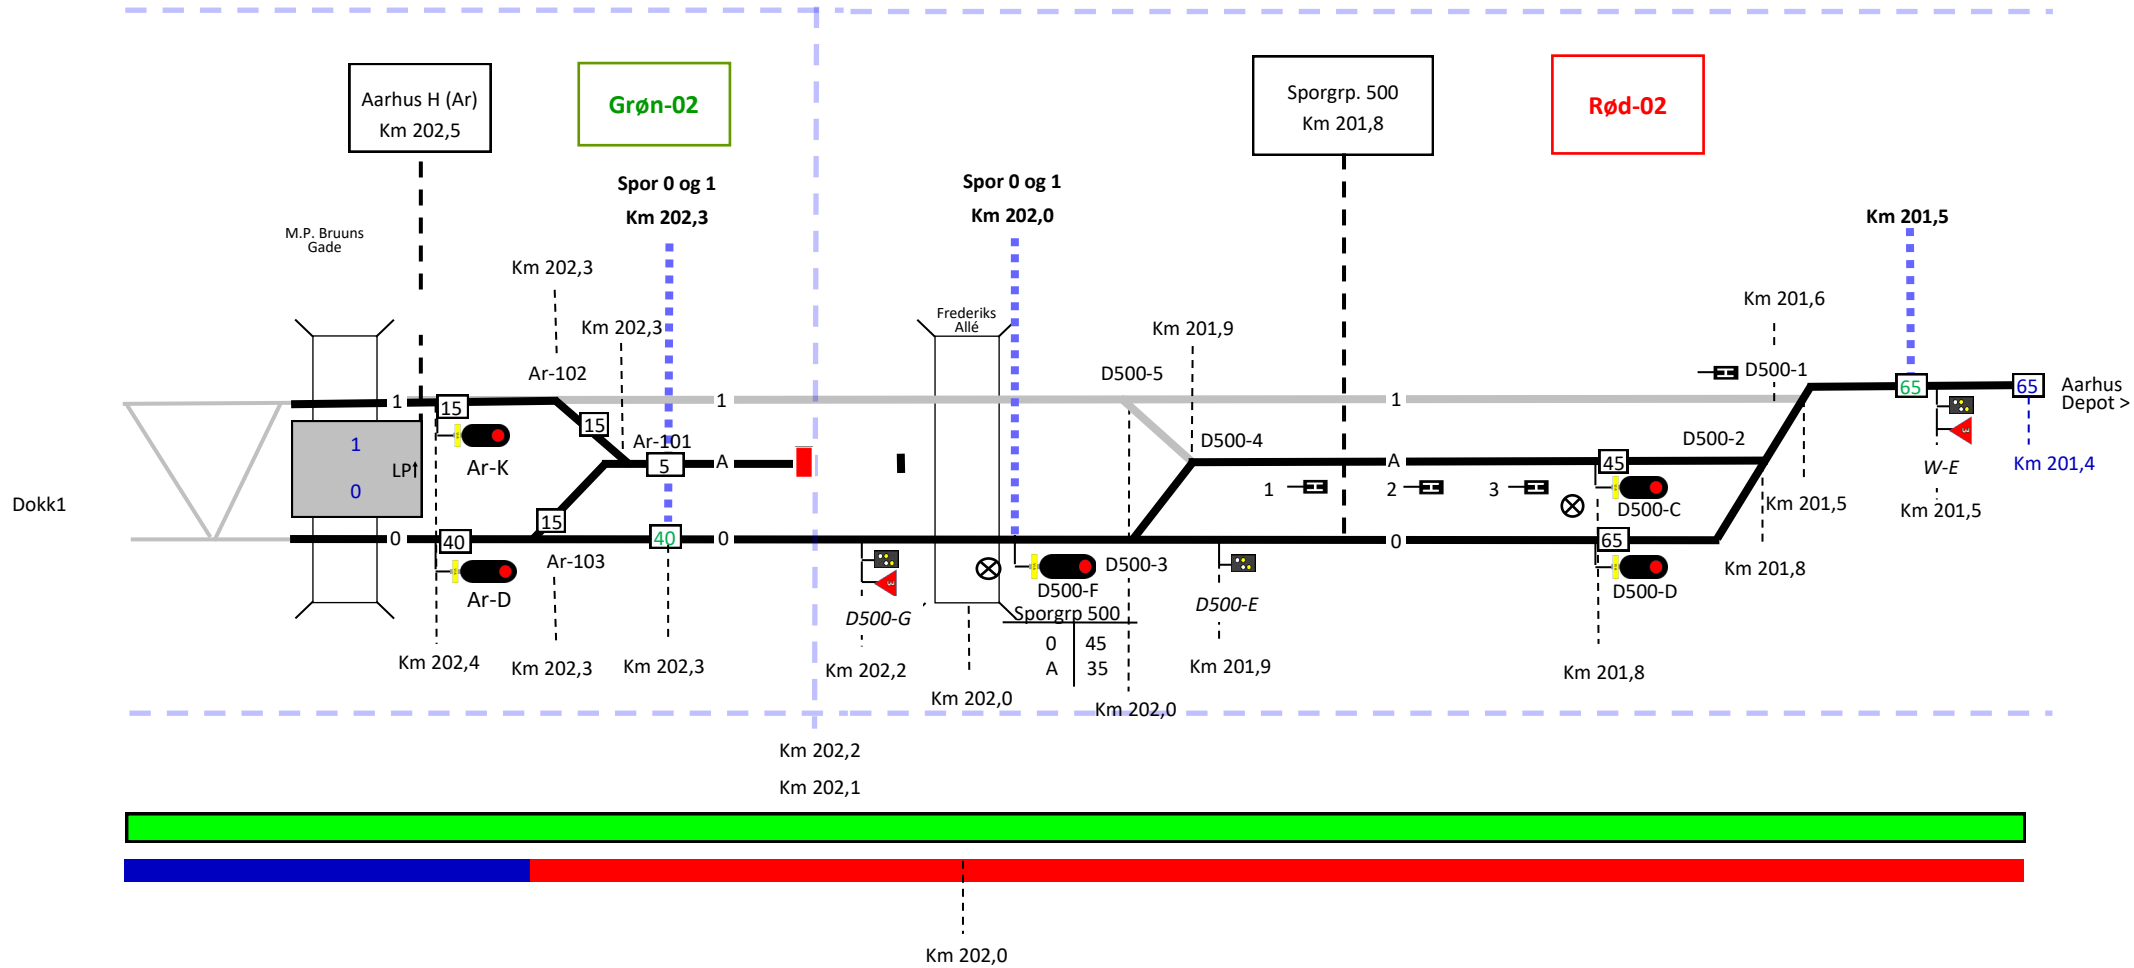 Aarhus H (Ar)
Km 202,5
Grøn-02
Sporgrp. 500
Km 201,8
Rød-02
Spor 0 og 1
Km 202,3
Spor 0 og 1
Km 202,0
Km 201,5
M.P. Bruuns
Gade
Km 202,3
Km 202,3
Frederiks
Allé
Km 201,9
Km 201,6
Ar-102
D500-5
D500-1
65
65
Aarhus
Depot >
1
15
1
1
15
Ar-101
D500-4
D500-2
1
LP
0
Ar-K
5
A
A
45
W-E
Km 201,4
1
2
3
D500-C
Km 201,5
Km 201,5
Dokk1
15
0
40
40
0
0
65
Ar-103
D500-3
Km 201,8
Ar-D
D500-G
D500-F
D500-E
D500-D
Sporgrp 500
0 45
A 35
Km 202,4
Km 202,3
Km 202,3
Km 202,2
Km 201,9
Km 201,8
Km 202,0
Km 202,0
Km 202,2
Km 202,1
Km 202,0